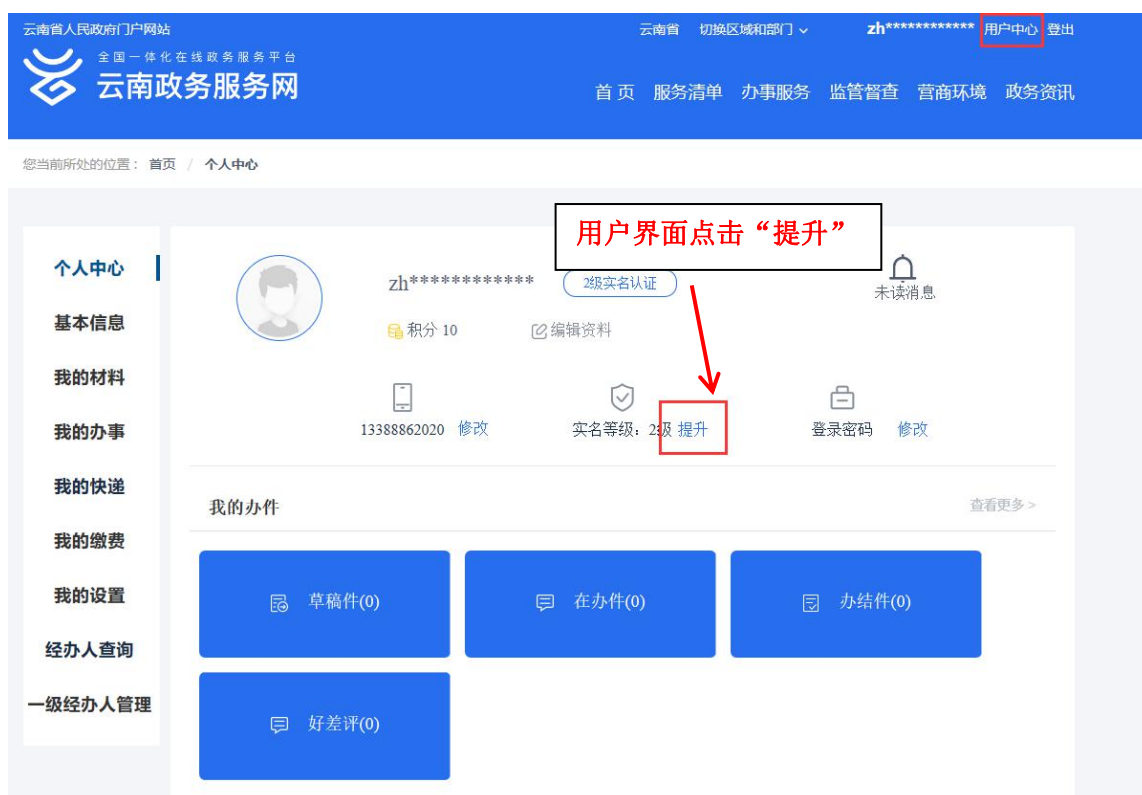 云南省人民政府门户网站 云南省 切换区域和部门 zh************ 用户中心 登出
全国一体化在线政务服务平台
云南政务服务网
首页 服务清单 办事服务 监管督查 营商环境 政务资讯
您当前所处的位置： 首页 / 个人中心
用户界面点击“提升”
个人中心
基本信息
我的材料
我的办事
我的快递
我的缴费
我的设置
经办人查询
一级经办人管理
zh************ 2级实名认证
未读消息
积分 10 编辑资料
13388862020 修改
实名等级：2级 提升
登录密码 修改
我的办件 查看更多 >
草稿件(0) 在办件(0) 办结件(0)
好差评(0)